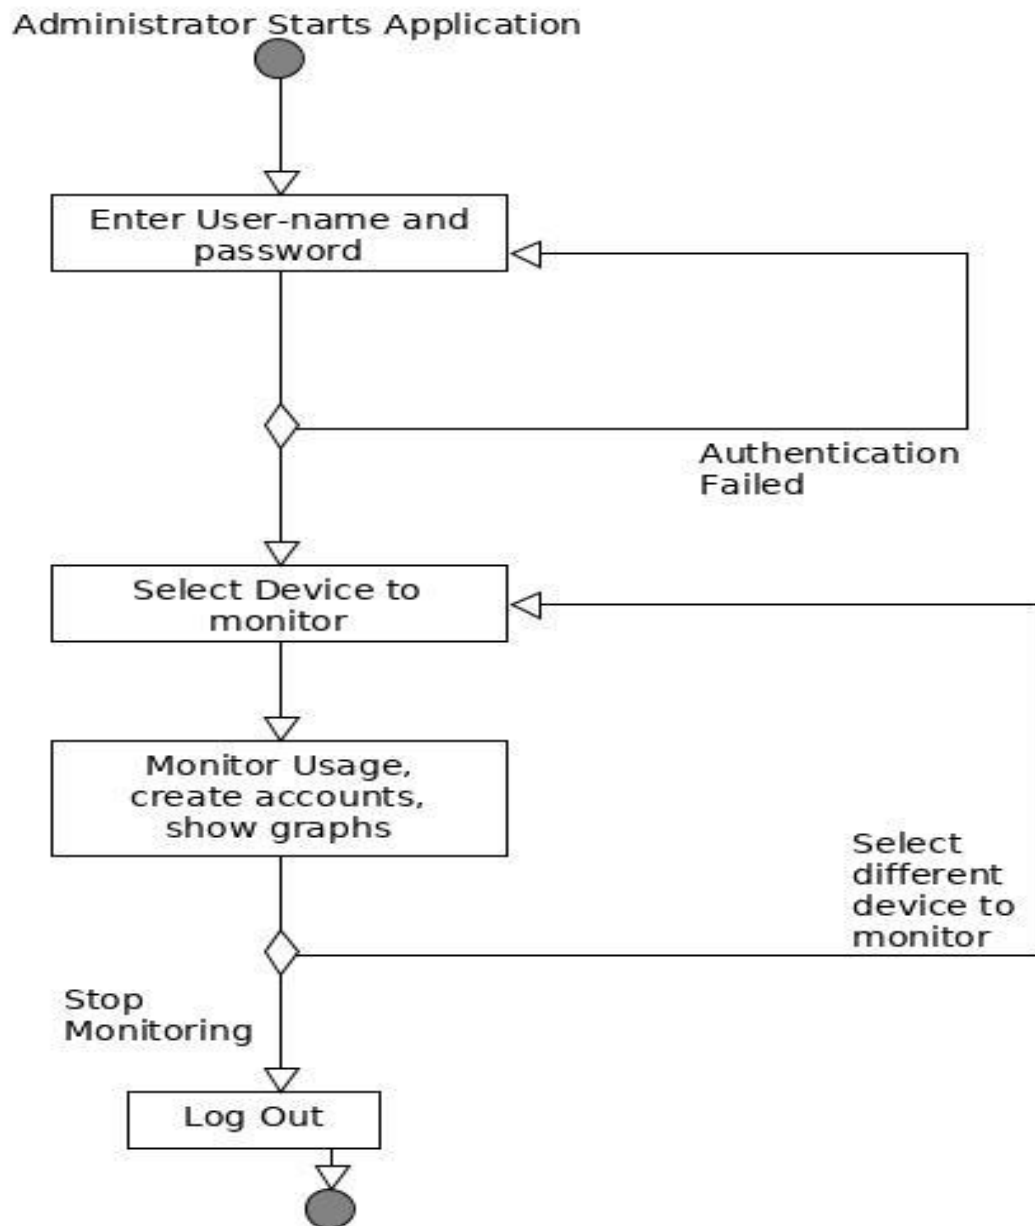 Administrator Starts Application
Enter User-name and
password
Authentication
Failed
Select Device to
monitor
Monitor Usage,
create accounts,
show graphs
Select
different
device to
monitor
Stop
Monitoring
Log Out